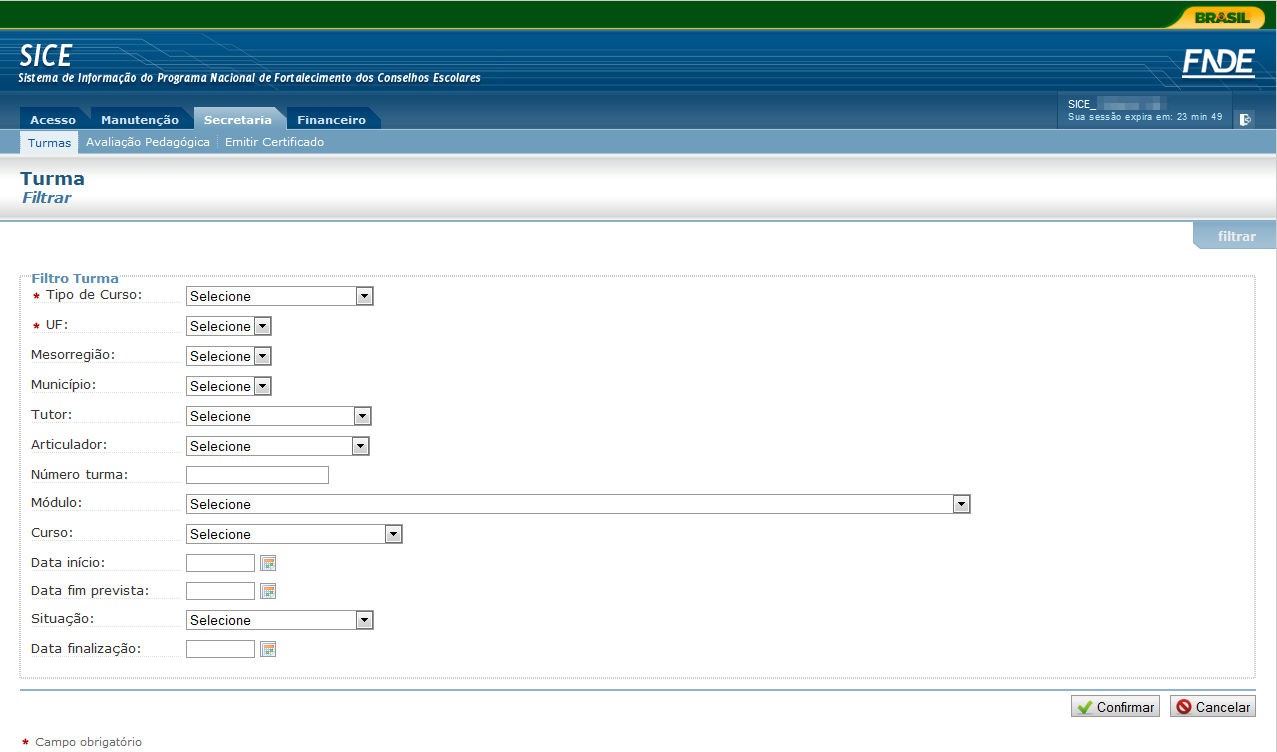 BRASIL
SICE
Sistema de Informação do Programa Nacional de Fortalecimento dos Conselhos Escolares
FNDE
Acesso Manutenção Secretaria Financeiro
SICE_
Sua sessão expira em: 23 min 49
Turmas Avaliação Pedagógica Emitir Certificado
Turma
Filtrar
filtrar
Filtro Turma
* Tipo de Curso: Selecione
* UF: Selecione
Mesorregião: Selecione
Município: Selecione
Tutor: Selecione
Articulador: Selecione
Número turma:
Módulo: Selecione
Curso: Selecione
Data início:
Data fim prevista:
Situação: Selecione
Data finalização:
Confirmar Cancelar
* Campo obrigatório